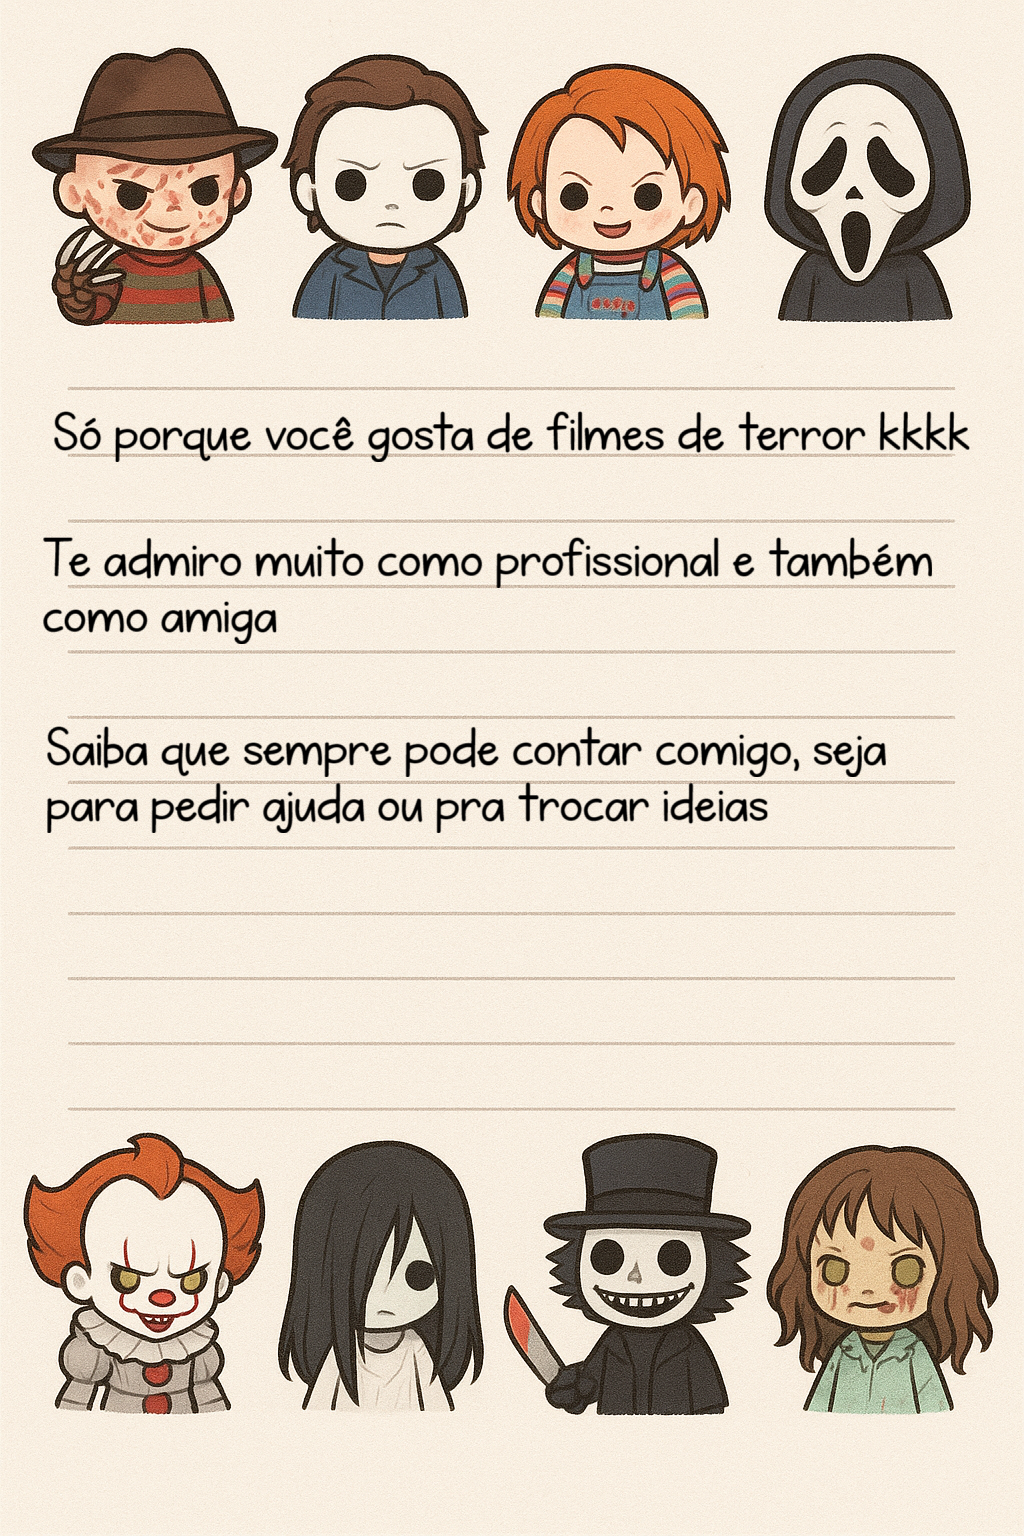 Só porque você gosta de filmes de terror kkkk
Te admiro muito como profissional e também
como amiga
Saiba que sempre pode contar comigo, seja
para pedir ajuda ou pra trocar ideias